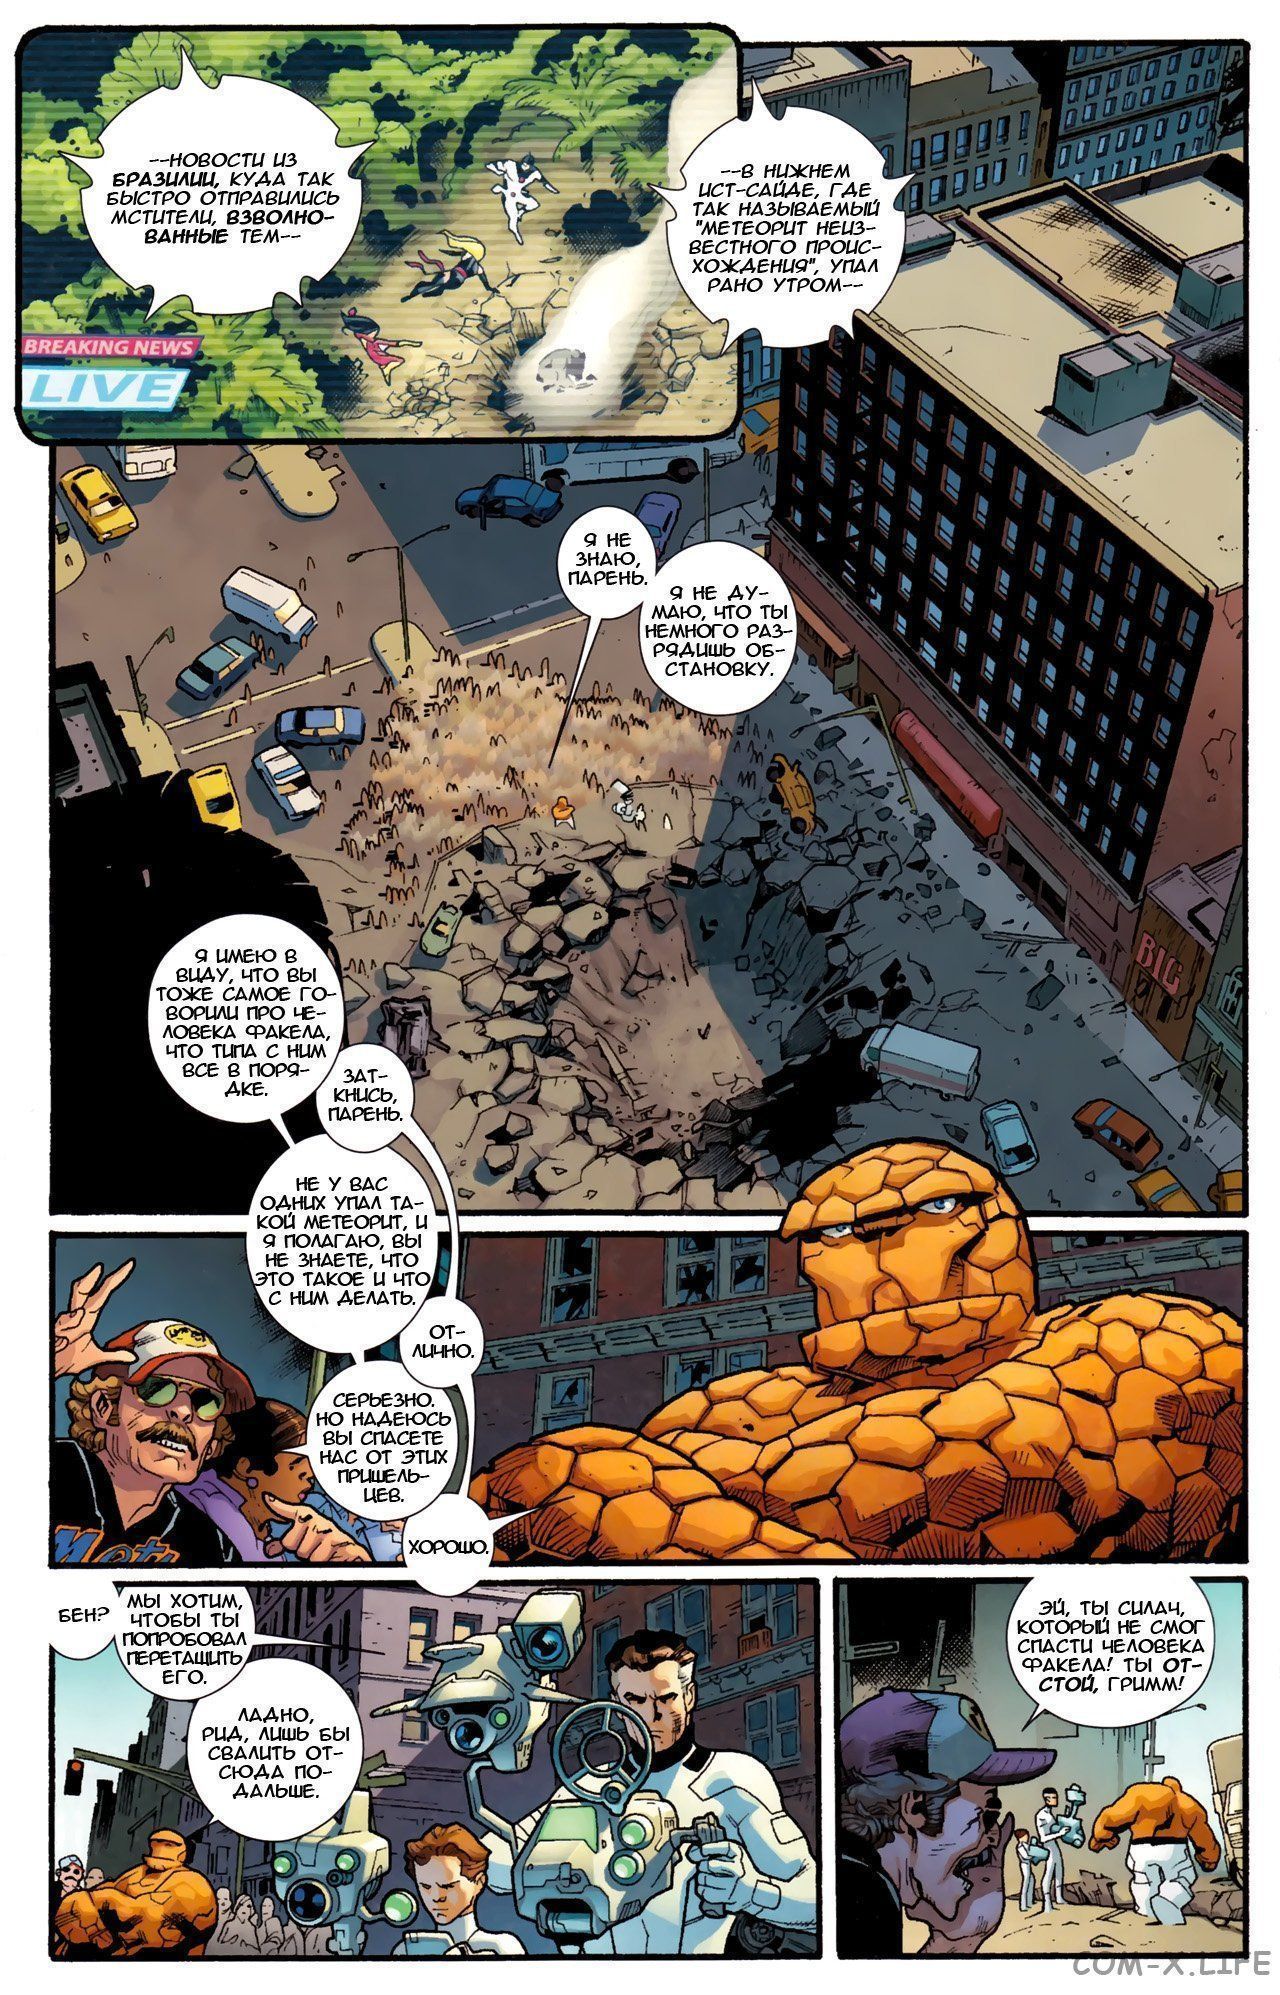 --НОВОСТИ ИЗ
БРАЗИЛИИ, КУДА ТАК
БЫСТРО ОТПРАВИЛИСЬ
МСТИТЕЛИ, ВЗВОЛНО-
ВАННЫЕ ТЕМ--
--В НИЖНЕМ
ИСТ-САЙДЕ, ГДЕ
ТАК НАЗЫВАЕМЫЙ
"МЕТЕОРИТ НЕИЗ-
ВЕСТНОГО ПРОИС-
ХОЖДЕНИЯ", УПАЛ
РАНО УТРОМ--
BREAKING NEWS
LIVE
Я НЕ
ЗНАЮ,
ПАРЕНЬ.
Я НЕ ДУ-
МАЮ, ЧТО ТЫ
НЕМНОГО РАЗ-
РЯДИШЬ ОБ-
СТАНОВКУ.
BIG
Я ИМЕЮ В
ВИДУ, ЧТО ВЫ
ТОЖЕ САМОЕ ГО-
ВОРИЛИ ПРО ЧЕ-
ЛОВЕКА ФАКЕЛА,
ЧТО ТИПА С НИМ
ВСЕ В ПОРЯ-
ДКЕ.
ЗАТ-
КНИСЬ,
ПАРЕНЬ.
НЕ У ВАС
ОДНИХ УПАЛ ТА-
КОЙ МЕТЕОРИТ, И
Я ПОЛАГАЮ, ВЫ
НЕ ЗНАЕТЕ, ЧТО
ЭТО ТАКОЕ И ЧТО
С НИМ ДЕЛАТЬ.
ОТ-
ЛИЧНО.
СЕРЬЕЗНО.
НО НАДЕЮСЬ
ВЫ СПАСЕТЕ
НАС ОТ ЭТИХ
ПРИШЕЛЬ-
ЦЕВ.
ХОРОШО.
Mets
БЕН?
МЫ ХОТИМ,
ЧТОБЫ ТЫ
ПОПРОБОВАЛ
ПЕРЕТАЩИТЬ
ЕГО.
ЛАДНО,
РИД, ЛИШЬ БЫ
СВАЛИТЬ ОТ-
СЮДА ПО-
ДАЛЬШЕ.
ЭЙ, ТЫ СИЛАЧ,
КОТОРЫЙ НЕ СМОГ
СПАСТИ ЧЕЛОВЕКА
ФАКЕЛА! ТЫ ОТ-
СТОЙ, ГРИММ!
COM-X.LIFE